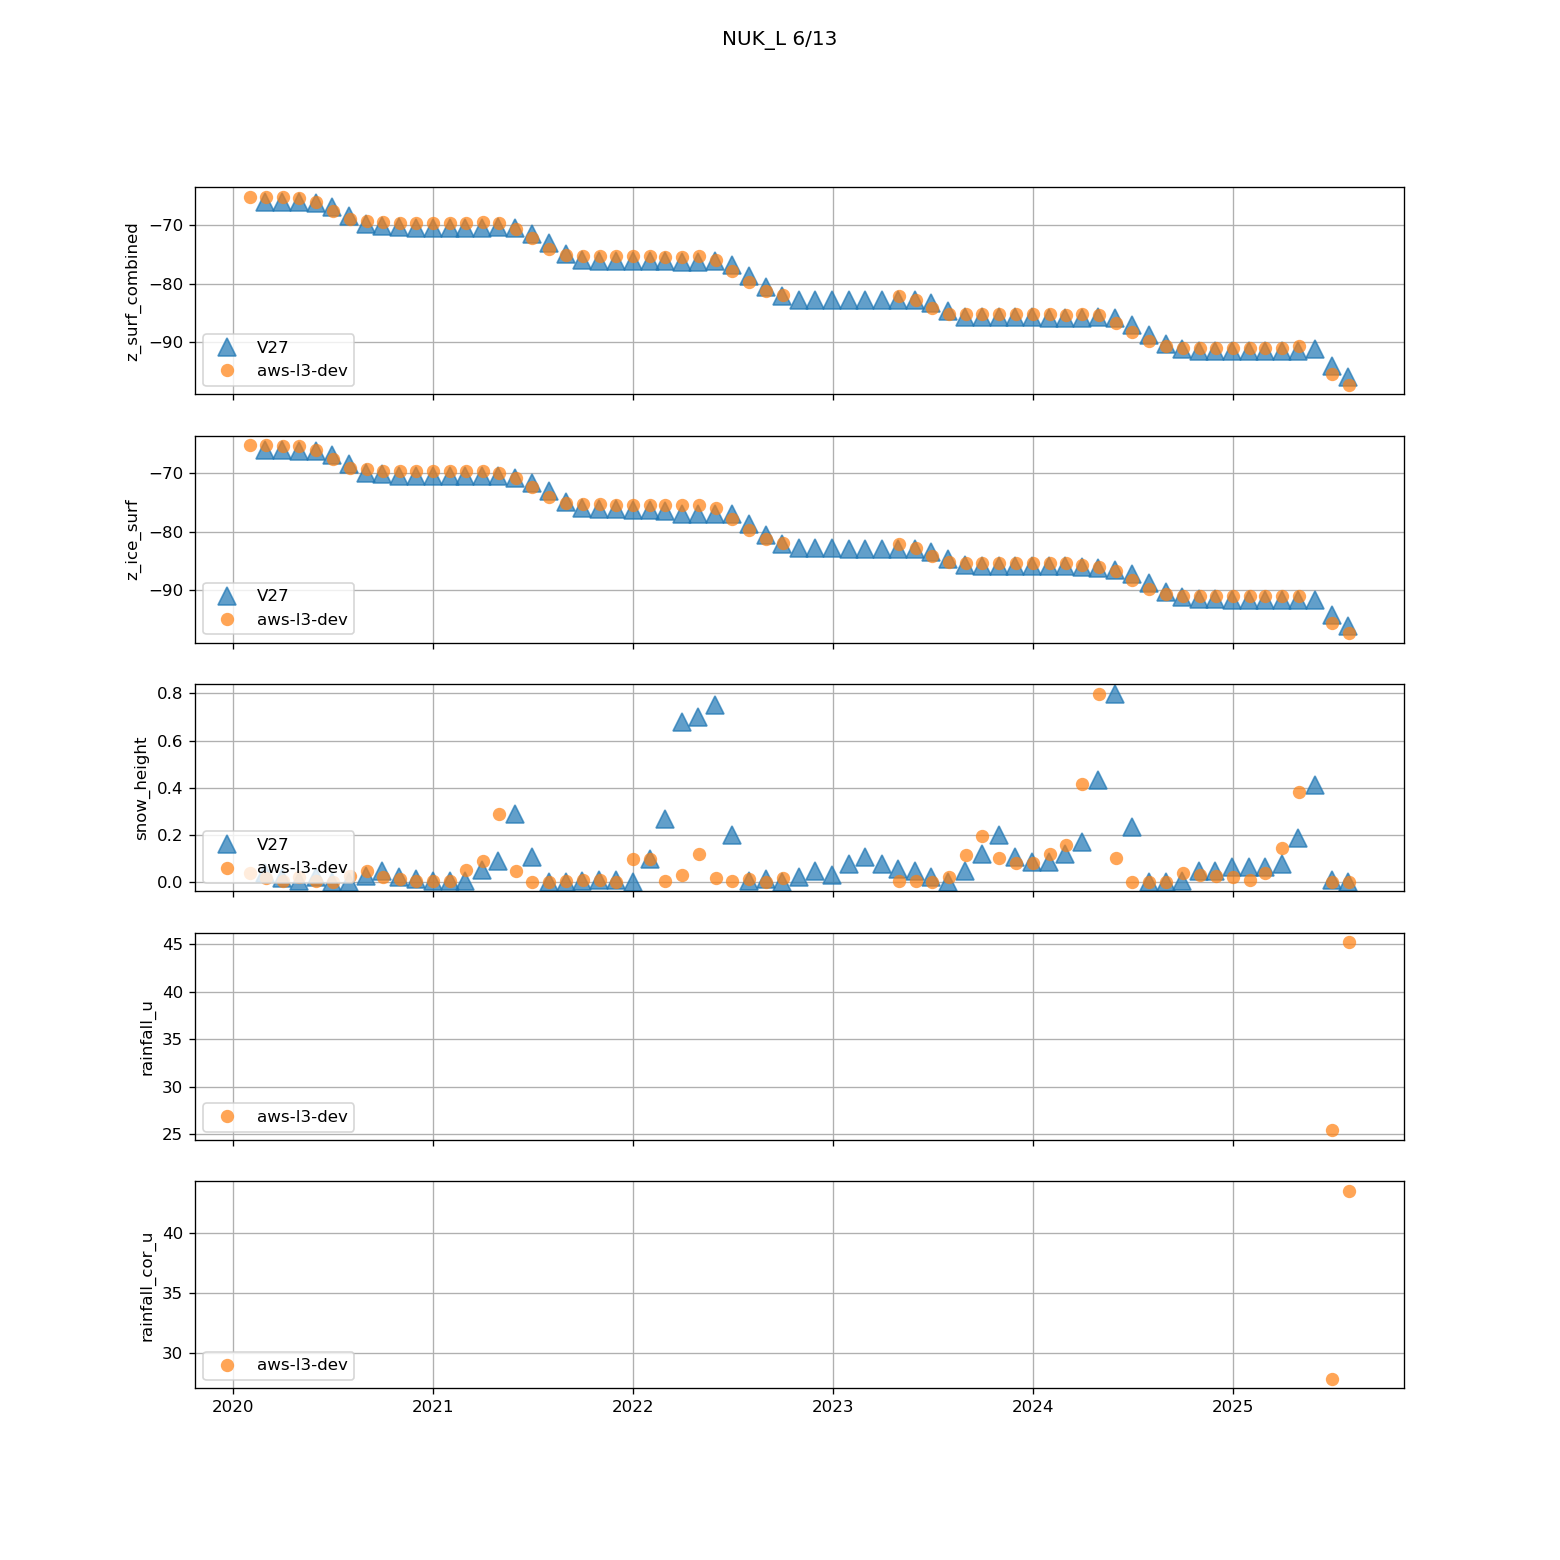 NUK_L 6/13
z_surf_combined
−70
−80
−90
V27
aws-l3-dev
z_ice_surf
−70
−80
−90
V27
aws-l3-dev
snow_height
0.8
0.6
0.4
0.2
0.0
V27
aws-l3-dev
rainfall_u
45
40
35
30
25
aws-l3-dev
rainfall_cor_u
40
35
30
aws-l3-dev
2020 2021 2022 2023 2024 2025